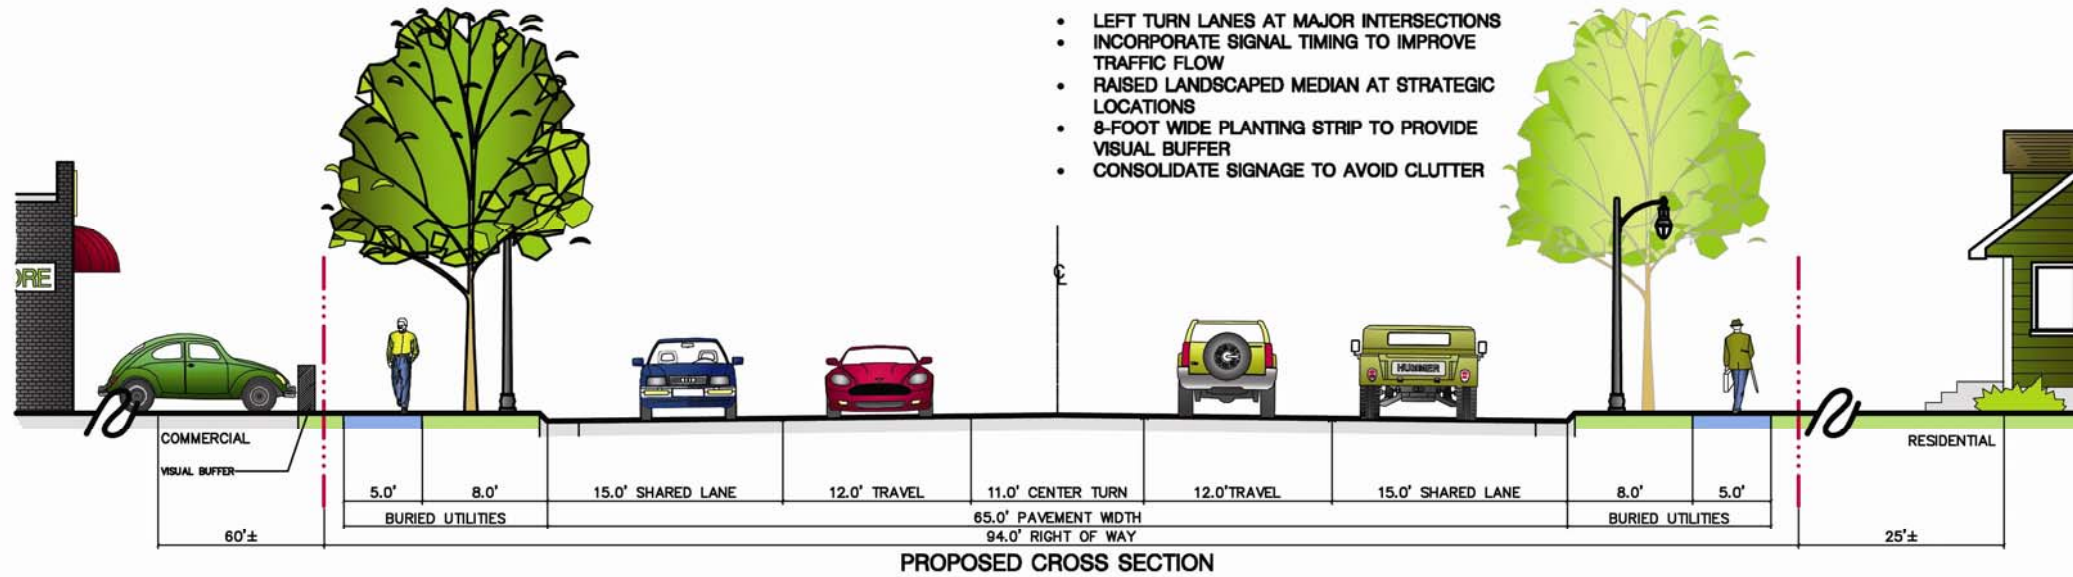 • LEFT TURN LANES AT MAJOR INTERSECTIONS
• INCORPORATE SIGNAL TIMING TO IMPROVE
TRAFFIC FLOW
• RAISED LANDSCAPED MEDIAN AT STRATEGIC
LOCATIONS
• 8-FOOT WIDE PLANTING STRIP TO PROVIDE
VISUAL BUFFER
• CONSOLIDATE SIGNAGE TO AVOID CLUTTER
ORE
℄
HUMMER
COMMERCIAL
RESIDENTIAL
VISUAL BUFFER
5.0' 8.0' 15.0' SHARED LANE 12.0' TRAVEL 11.0' CENTER TURN 12.0'TRAVEL 15.0' SHARED LANE 8.0' 5.0'
BURIED UTILITIES 65.0' PAVEMENT WIDTH BURIED UTILITIES
60'± 94.0' RIGHT OF WAY 25'±
PROPOSED CROSS SECTION